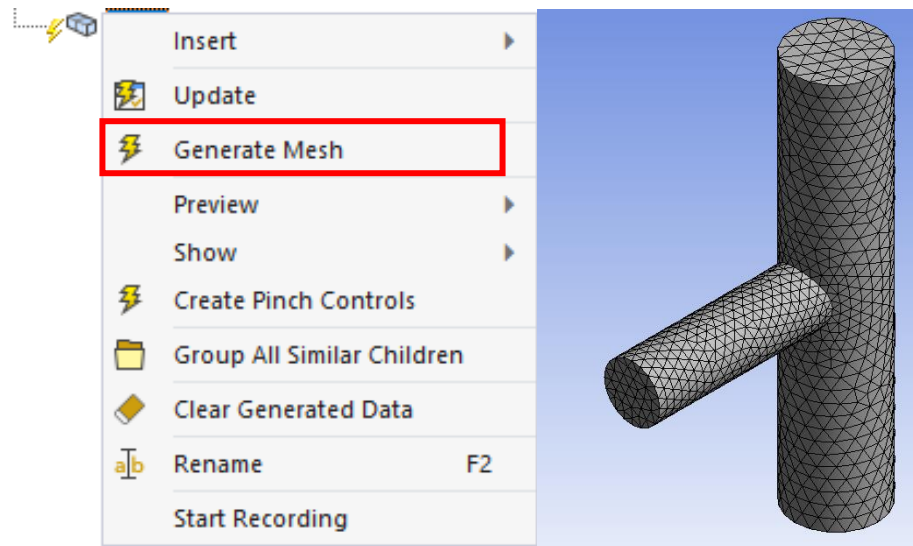 Insert
Update
Generate Mesh
Preview
Show
Create Pinch Controls
Group All Similar Children
Clear Generated Data
ab Rename F2
Start Recording